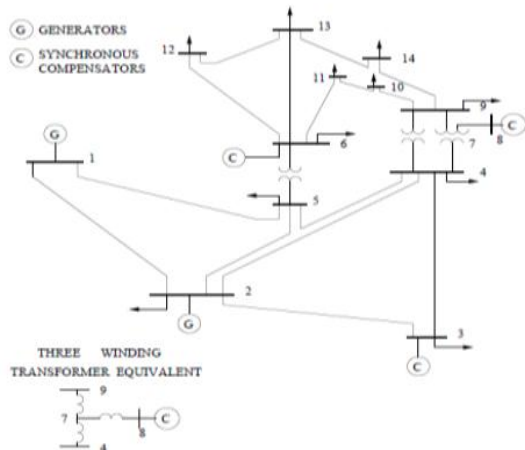 G GENERATORS
C SYNCHRONOUS
COMPENSATORS
13
12
14
11
10
9
G
C
7
8
C
6
1
4
5
2
G
3
C
THREE WINDING
TRANSFORMER EQUIVALENT
9
7
C
8
4